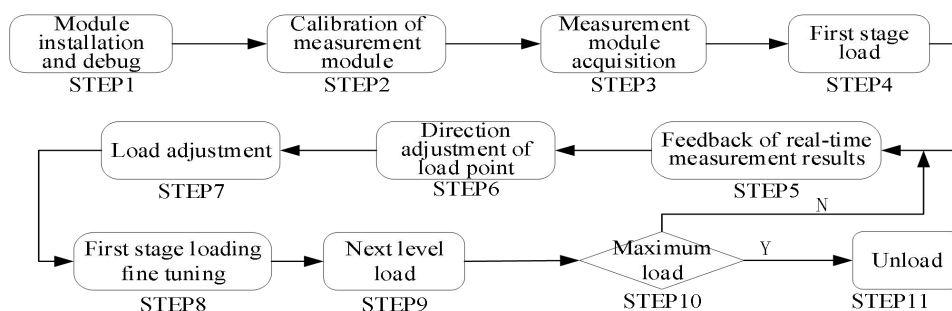 Module
installation
and debug
STEP1
Calibration of
measurement
module
STEP2
Measurement
module
acquisition
STEP3
First stage
load
STEP4
Feedback of real-time
measurement results
STEP5
Direction
adjustment of
load point
STEP6
Load adjustment
STEP7
First stage loading
fine tuning
STEP8
Next level
load
STEP9
Maximum
load
STEP10
N
Y
Unload
STEP11